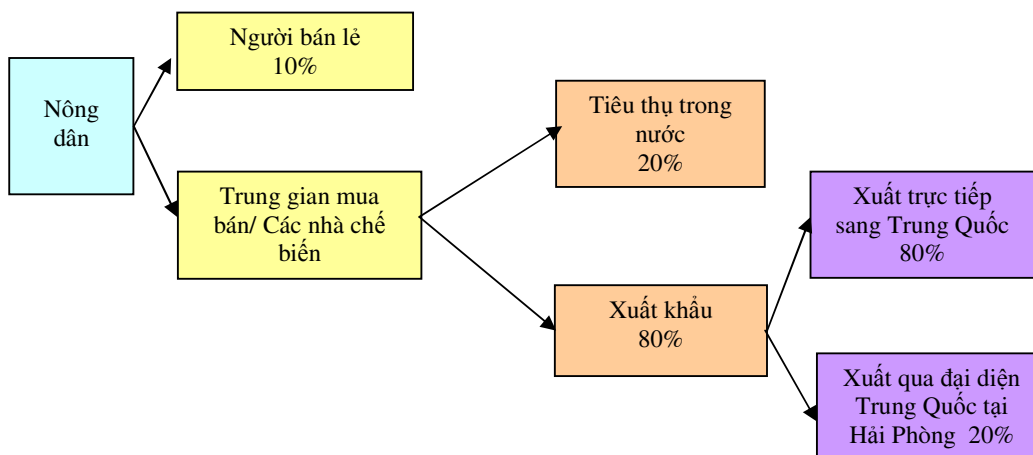 Nông
dân
Người bán lẻ
10%
Trung gian mua
bán/ Các nhà chế
biến
Tiêu thụ trong
nước
20%
Xuất khẩu
80%
Xuất trực tiếp
sang Trung Quốc
80%
Xuất qua đại diện
Trung Quốc tại
Hải Phòng 20%